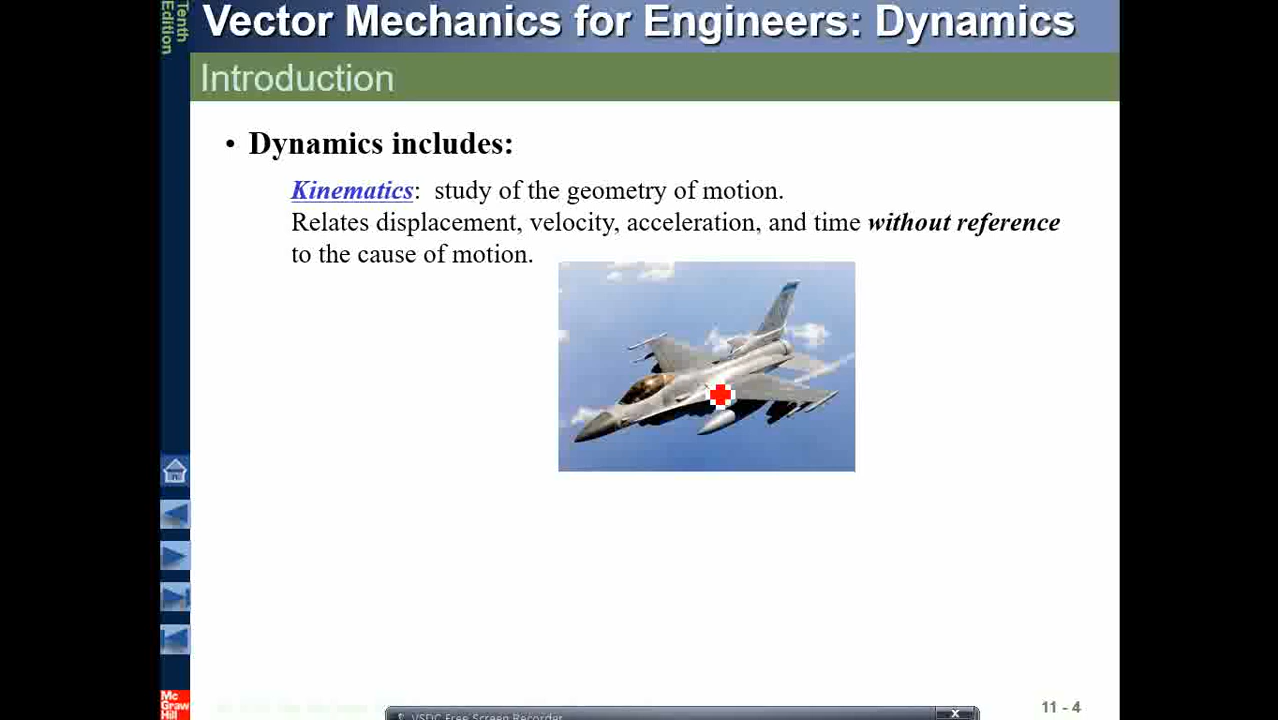 Tenth
Edition
Vector Mechanics for Engineers: Dynamics
Introduction
• Dynamics includes:
Kinematics: study of the geometry of motion.
Relates displacement, velocity, acceleration, and time without reference
to the cause of motion.
Mc
Graw
Hill
11 - 4
VSDC Free Screen Recorder